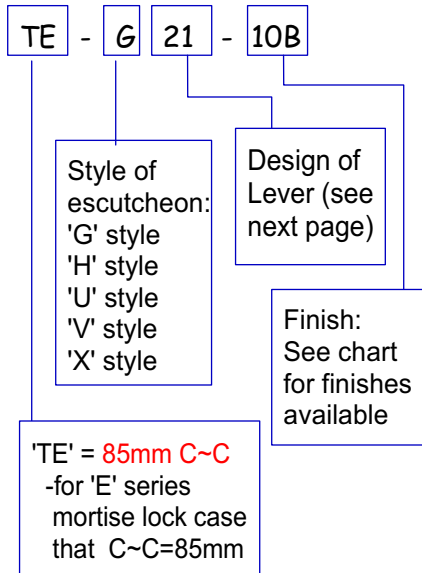 TE - G 21 - 10B
Style of
escutcheon:
'G' style
'H' style
'U' style
'V' style
'X' style
Design of
Lever (see
next page)
Finish:
See chart
for finishes
available
'TE' = 85mm C~C
-for 'E' series
mortise lock case
that C~C=85mm